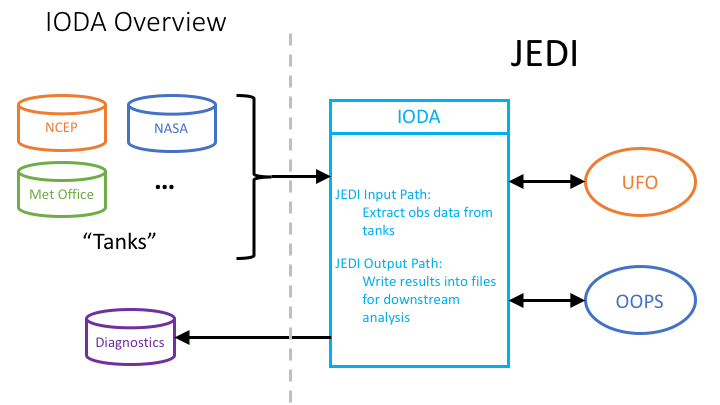 IODA Overview
JEDI
NCEP
NASA
Met Office
...
“Tanks”
Diagnostics
IODA
JEDI Input Path:
Extract obs data from
tanks
JEDI Output Path:
Write results into files
for downstream
analysis
UFO
OOPS